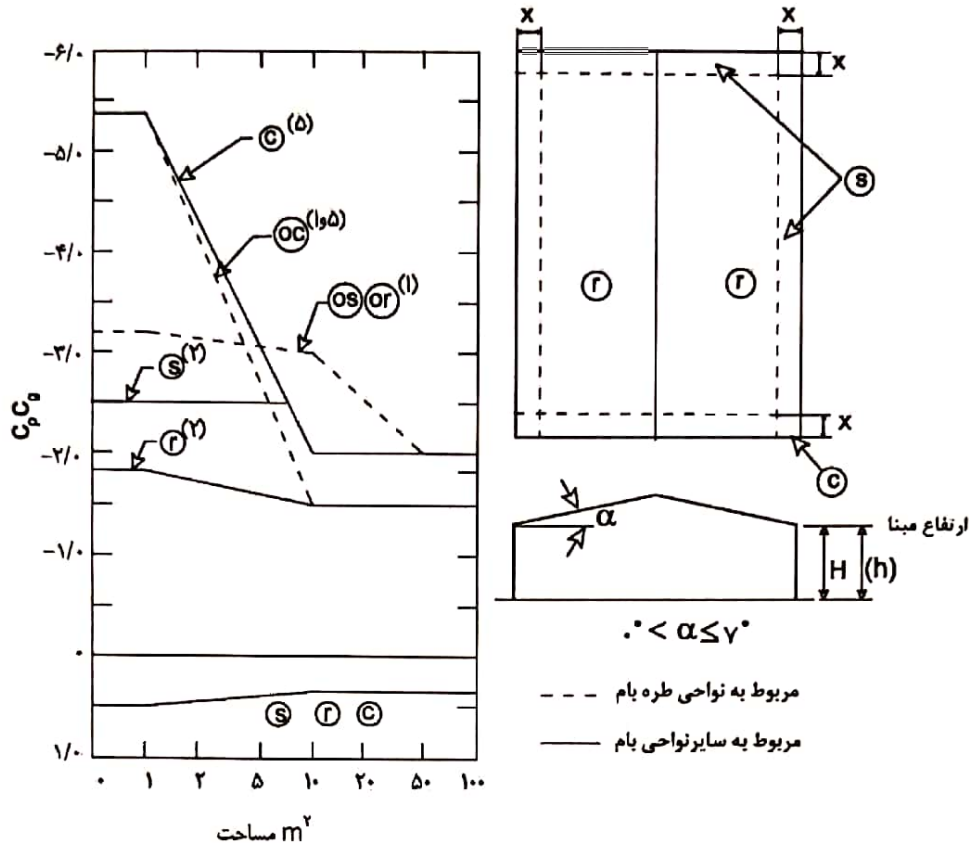 CpCg
-۶/۰
-۵/۰
-۴/۰
-۳/۰
-۲/۰
-۱/۰
۰
۱/۰
c (۵)
oc (۱و۵)
os or (۱)
s (۲)
r (۲)
s r c
۰ ۱ ۲ ۵ ۱۰ ۲۰ ۵۰ ۱۰۰
مساحت m²
x x
x
s
r r
x
c
α
ارتفاع مبنا
H (h)
۰° < α ≤ ۷°
مربوط به نواحی طره بام
مربوط به سایرنواحی بام